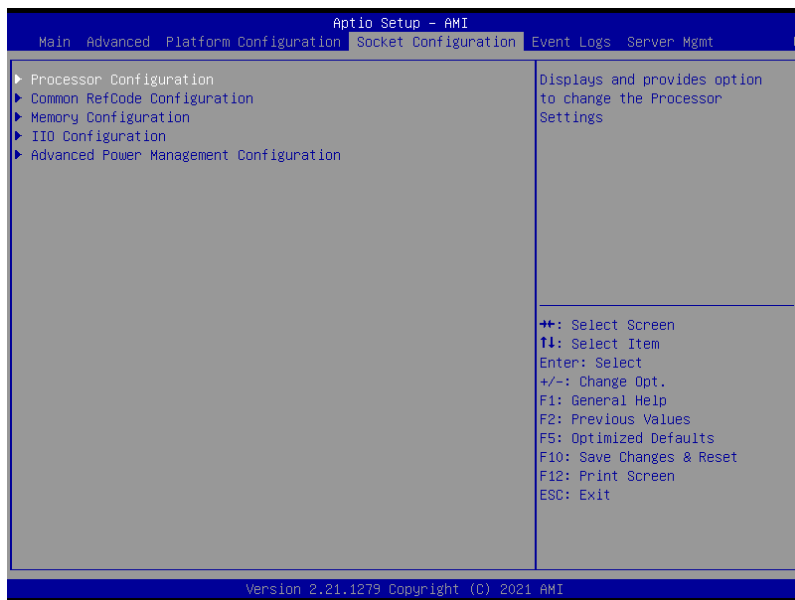 Aptio Setup - AMI
Main Advanced Platform Configuration Socket Configuration Event Logs Server Mgmt
Processor Configuration
Common RefCode Configuration
Memory Configuration
IIO Configuration
Advanced Power Management Configuration
Displays and provides option
to change the Processor
Settings
→←: Select Screen
↑↓: Select Item
Enter: Select
+/-: Change Opt.
F1: General Help
F2: Previous Values
F5: Optimized Defaults
F10: Save Changes & Reset
F12: Print Screen
ESC: Exit
Version 2.21.1279 Copyright (C) 2021 AMI